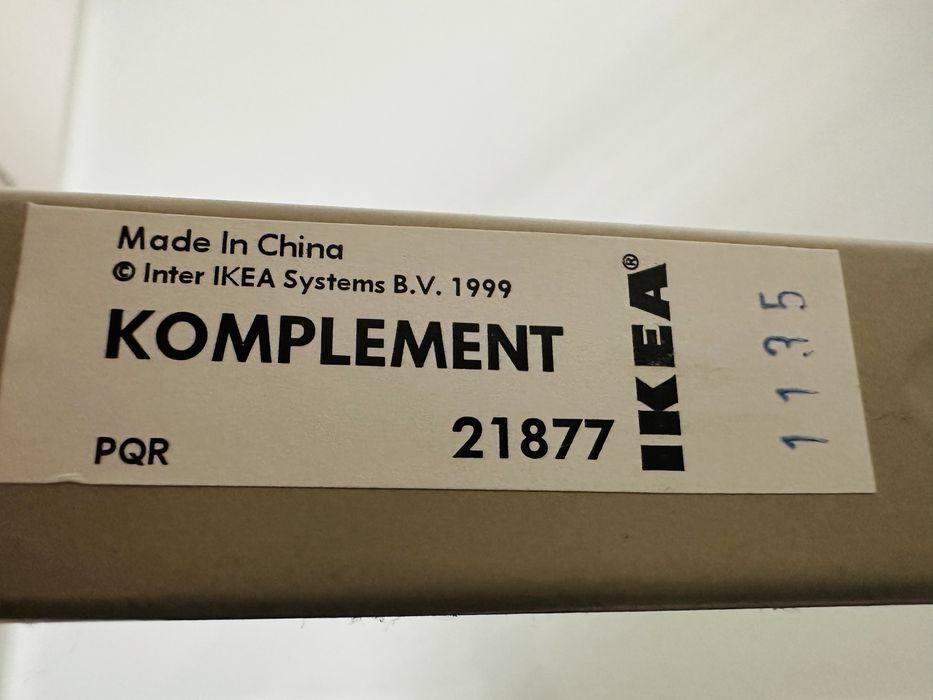 Made In China
© Inter IKEA Systems B.V. 1999
KOMPLEMENT
PQR
21877
IKEA®
1135